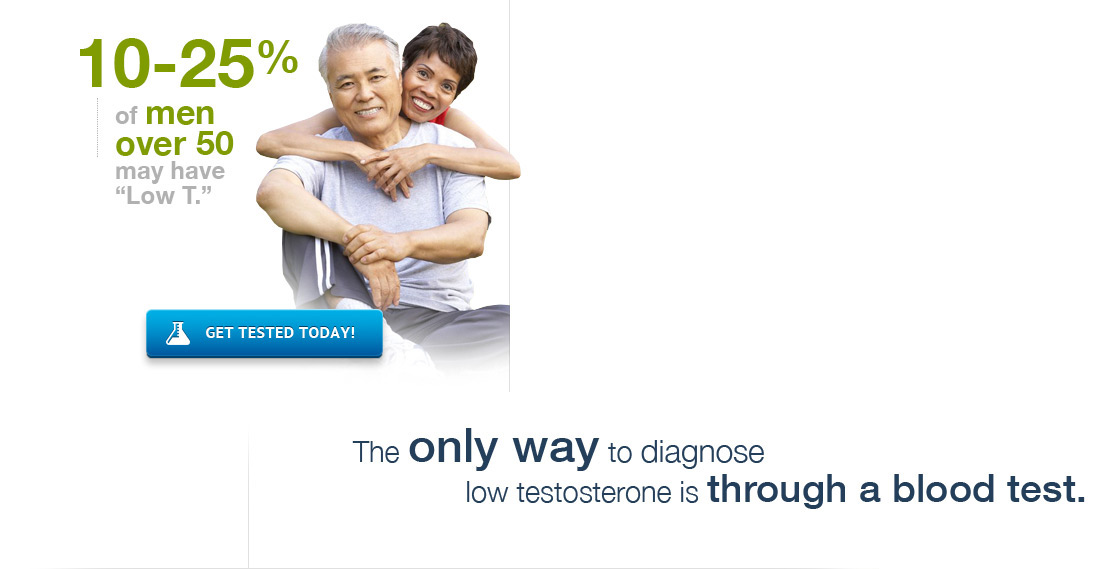 10-25%
of men
over 50
may have
“Low T.”
GET TESTED TODAY!
The only way to diagnose
low testosterone is through a blood test.